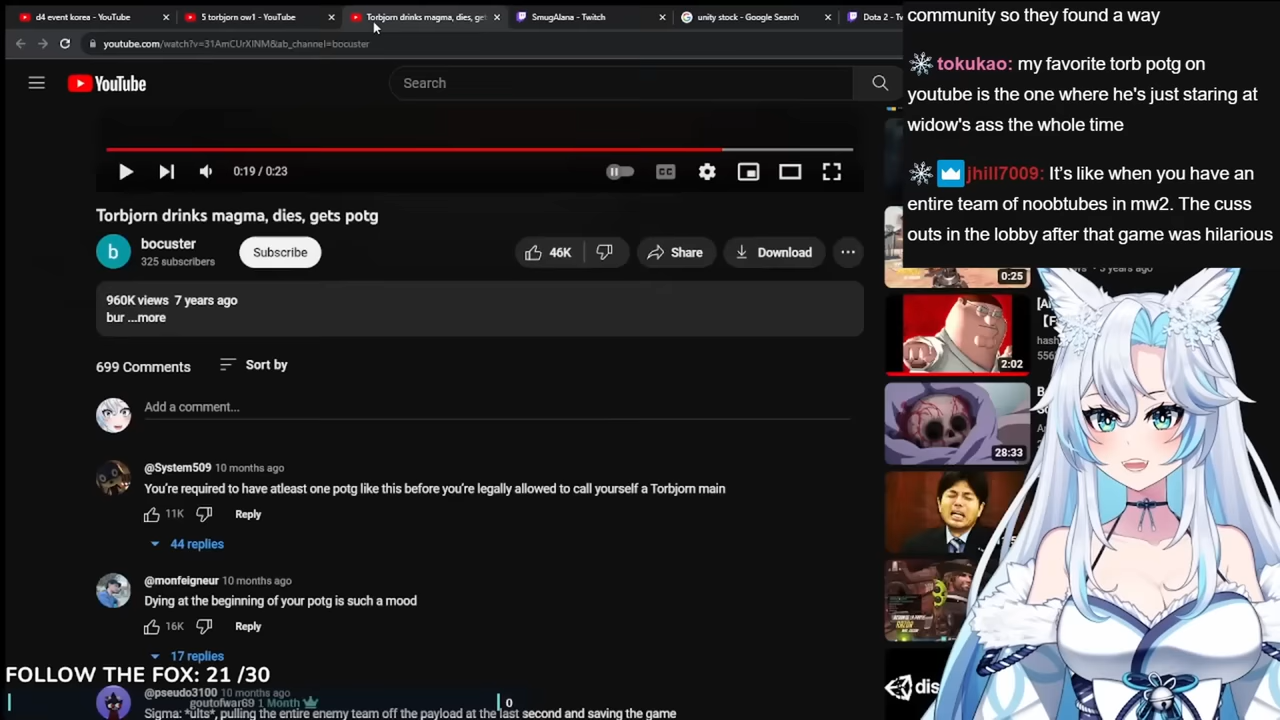 d4 event korea - YouTube
5 torbjorn ow1 - YouTube
Torbjorn drinks magma, dies, ge
SmugAlana - Twitch
unity stock - Google Search
Dota 2 - Tw
youtube.com/watch?v=31AmCUrXINM&ab_channel=bocuster
YouTube
Search
0:19 / 0:23
CC
Torbjorn drinks magma, dies, gets potg
b
bocuster
325 subscribers
Subscribe
46K
Share
Download
960K views 7 years ago
bur ...more
699 Comments
Sort by
Add a comment...
@System509 10 months ago
You're required to have atleast one potg like this before you're legally allowed to call yourself a Torbjorn main
11K
Reply
44 replies
@monfeigneur 10 months ago
Dying at the beginning of your potg is such a mood
16K
Reply
17 replies
FOLLOW THE FOX: 21 /30
@pseudo3100 10 months ago
goutofwar69 1 Month
0
Sigma: *ults*, pulling the entire enemy team off the payload at the last second and saving the game
community so they found a way
tokukao: my favorite torb potg on
youtube is the one where he's just staring at
widow's ass the whole time
jhill7009: It's like when you have an
entire team of noobtubes in mw2. The cuss
outs in the lobby after that game was hilarious
years ago
0:25
hash
2:02
28:33
dis